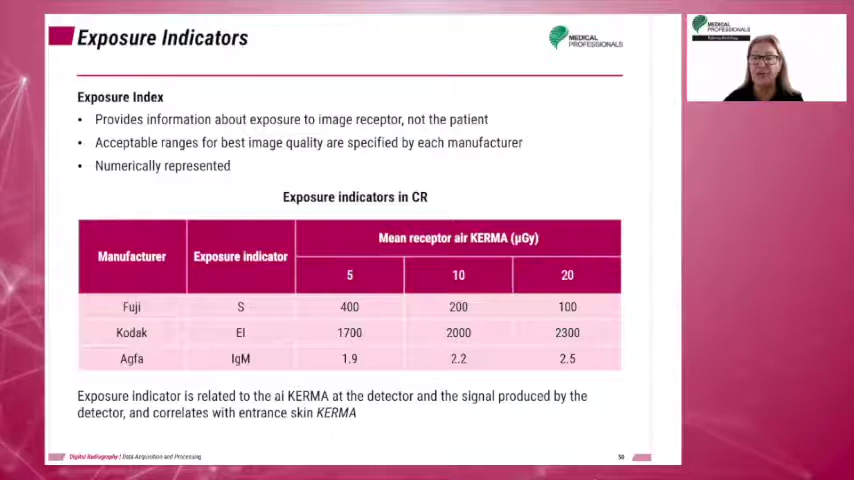 Exposure Indicators
MEDICAL
PROFESSIONALS
MEDICAL
PROFESSIONALS
Exposure Index
• Provides information about exposure to image receptor, not the patient
• Acceptable ranges for best image quality are specified by each manufacturer
• Numerically represented
Exposure indicators in CR
Manufacturer Exposure indicator Mean receptor air KERMA (µGy)
5 10 20
Fuji S 400 200 100
Kodak EI 1700 2000 2300
Agfa IgM 1.9 2.2 2.5
Exposure indicator is related to the ai KERMA at the detector and the signal produced by the
detector, and correlates with entrance skin KERMA
Digital Radiography | Data Acquisition and Processing
50